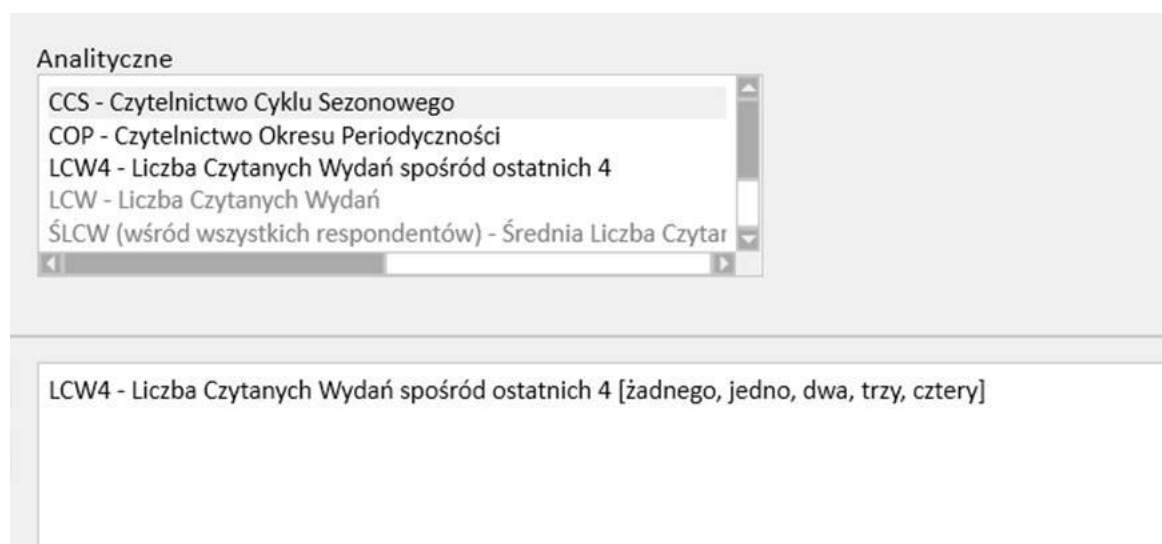 Analityczne
CCS - Czytelnictwo Cyklu Sezonowego
COP - Czytelnictwo Okresu Periodyczności
LCW4 - Liczba Czytanych Wydań spośród ostatnich 4
LCW - Liczba Czytanych Wydań
ŚLCW (wśród wszystkich respondentów) - Średnia Liczba Czytar
LCW4 - Liczba Czytanych Wydań spośród ostatnich 4 [żadnego, jedno, dwa, trzy, cztery]